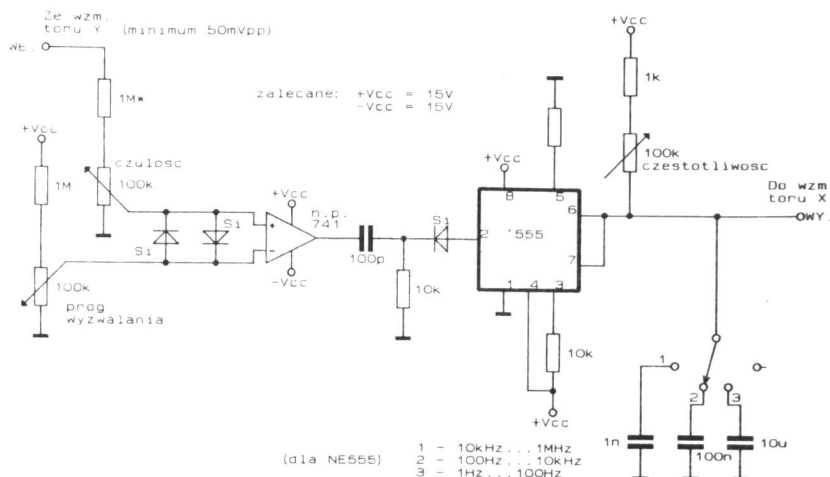 Ze wzm.
toru Y (minimum 50mVpp)
WE.
1M*
zalecane: +Vcc = 15V
-Vcc = 15V
+Vcc
1M
czulosc
100k
Si
Si
100k
prog
wyzwalania
+Vcc
n.p.
741
+
-
-Vcc
100p
10k
Si
+Vcc
8
5
2
'555
6
7
1
4
3
10k
+Vcc
+Vcc
1k
100k
czestotliwosc
Do wzm
toru X
WY.
1
2
3
1n
100n
10u
(dla NE555)
1 - 10kHz...1MHz
2 - 100Hz...10kHz
3 - 1Hz...100Hz